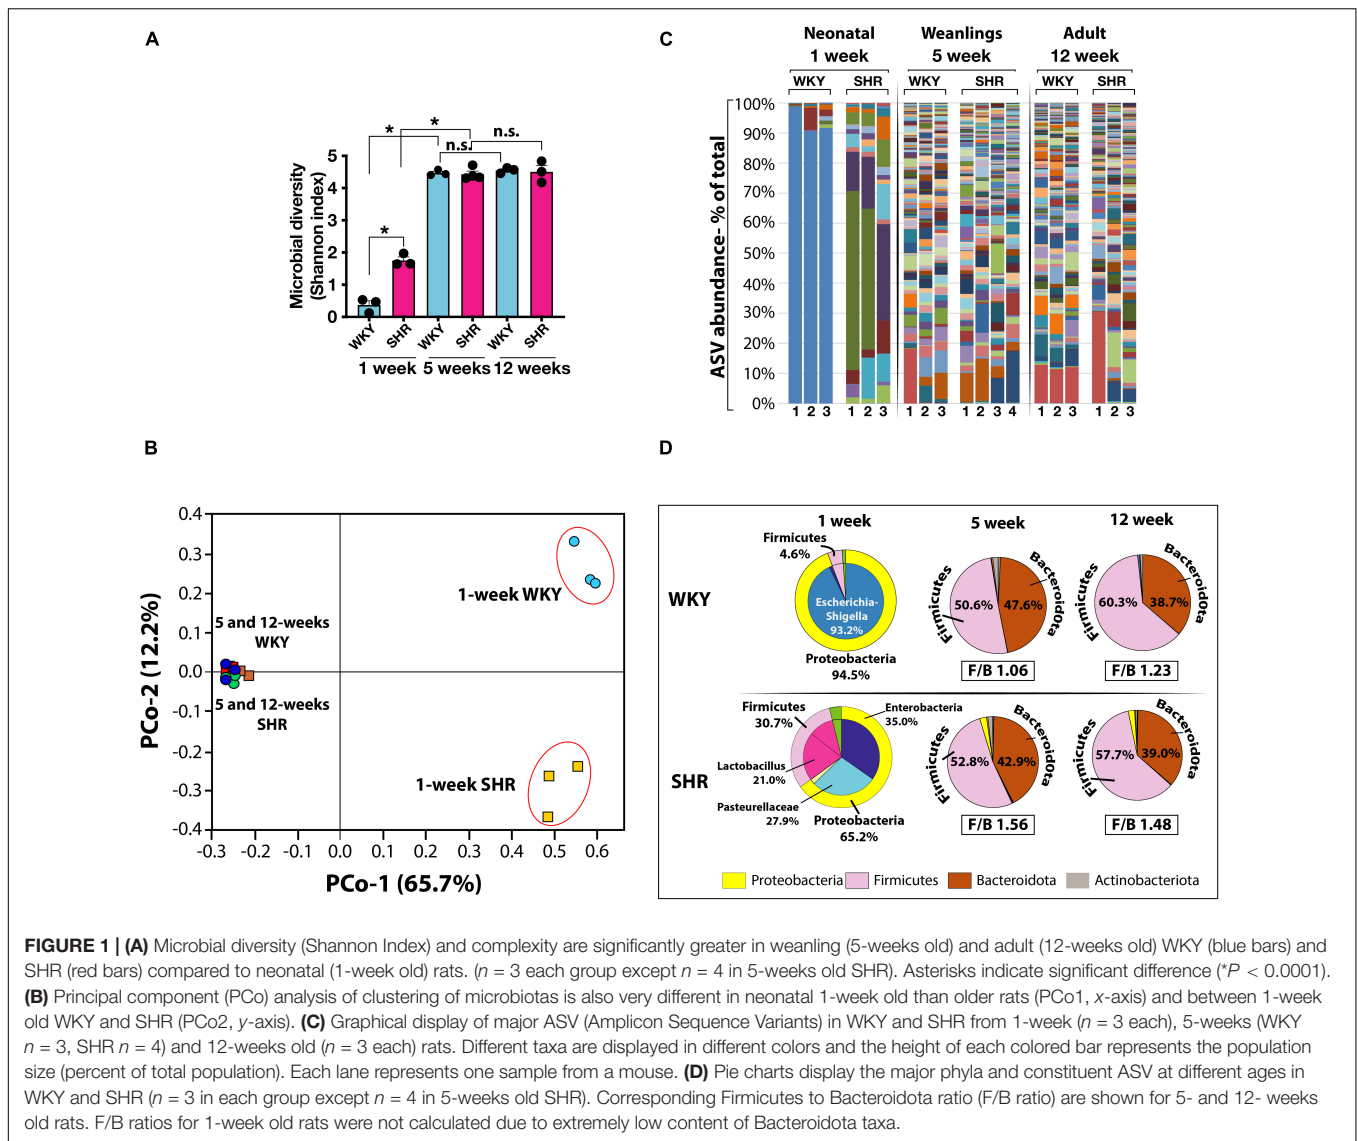 A
Microbial diversity
(Shannon index)
5
4
3
2
1
0
*
*
*
n.s.
n.s.
WKY
SHR
WKY
SHR
WKY
SHR
1 week
5 weeks
12 weeks
C
Neonatal
1 week
Weanlings
5 week
Adult
12 week
WKY
SHR
WKY
SHR
WKY
SHR
ASV abundance- % of total
100%
90%
80%
70%
60%
50%
40%
30%
20%
10%
0%
1 2 3 1 2 3 1 2 3 1 2 3 4 1 2 3 1 2 3
B
PCo-2 (12.2%)
0.4
0.3
0.2
0.1
0.0
-0.1
-0.2
-0.3
-0.4
1-week WKY
5 and 12-weeks
WKY
5 and 12-weeks
SHR
1-week SHR
-0.3 -0.2 -0.1 0.0 0.1 0.2 0.3 0.4 0.5 0.6
PCo-1 (65.7%)
D
1 week
5 week
12 week
WKY
Firmicutes
4.6%
Escherichia-
Shigella
93.2%
Proteobacteria
94.5%
Firmicutes
50.6%
47.6%
Bacteroidota
F/B 1.06
Firmicutes
60.3%
38.7%
Bacteroidota
F/B 1.23
SHR
Firmicutes
30.7%
Enterobacteria
35.0%
Lactobacillus
21.0%
Pasteurellaceae
27.9%
Proteobacteria
65.2%
Firmicutes
52.8%
42.9%
Bacteroidota
F/B 1.56
Firmicutes
57.7%
39.0%
Bacteroidota
F/B 1.48
Proteobacteria
Firmicutes
Bacteroidota
Actinobacteriota
FIGURE 1 | (A) Microbial diversity (Shannon Index) and complexity are significantly greater in weanling (5-weeks old) and adult (12-weeks old) WKY (blue bars) and
SHR (red bars) compared to neonatal (1-week old) rats. (n = 3 each group except n = 4 in 5-weeks old SHR). Asterisks indicate significant difference (*P < 0.0001).
(B) Principal component (PCo) analysis of clustering of microbiotas is also very different in neonatal 1-week old than older rats (PCo1, x-axis) and between 1-week
old WKY and SHR (PCo2, y-axis). (C) Graphical display of major ASV (Amplicon Sequence Variants) in WKY and SHR from 1-week (n = 3 each), 5-weeks (WKY
n = 3, SHR n = 4) and 12-weeks old (n = 3 each) rats. Different taxa are displayed in different colors and the height of each colored bar represents the population
size (percent of total population). Each lane represents one sample from a mouse. (D) Pie charts display the major phyla and constituent ASV at different ages in
WKY and SHR (n = 3 in each group except n = 4 in 5-weeks old SHR). Corresponding Firmicutes to Bacteroidota ratio (F/B ratio) are shown for 5- and 12- weeks
old rats. F/B ratios for 1-week old rats were not calculated due to extremely low content of Bacteroidota taxa.